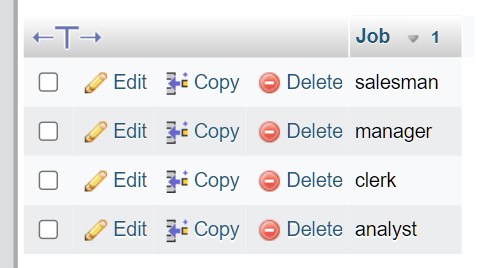 Job 1
Edit Copy Delete salesman
Edit Copy Delete manager
Edit Copy Delete clerk
Edit Copy Delete analyst